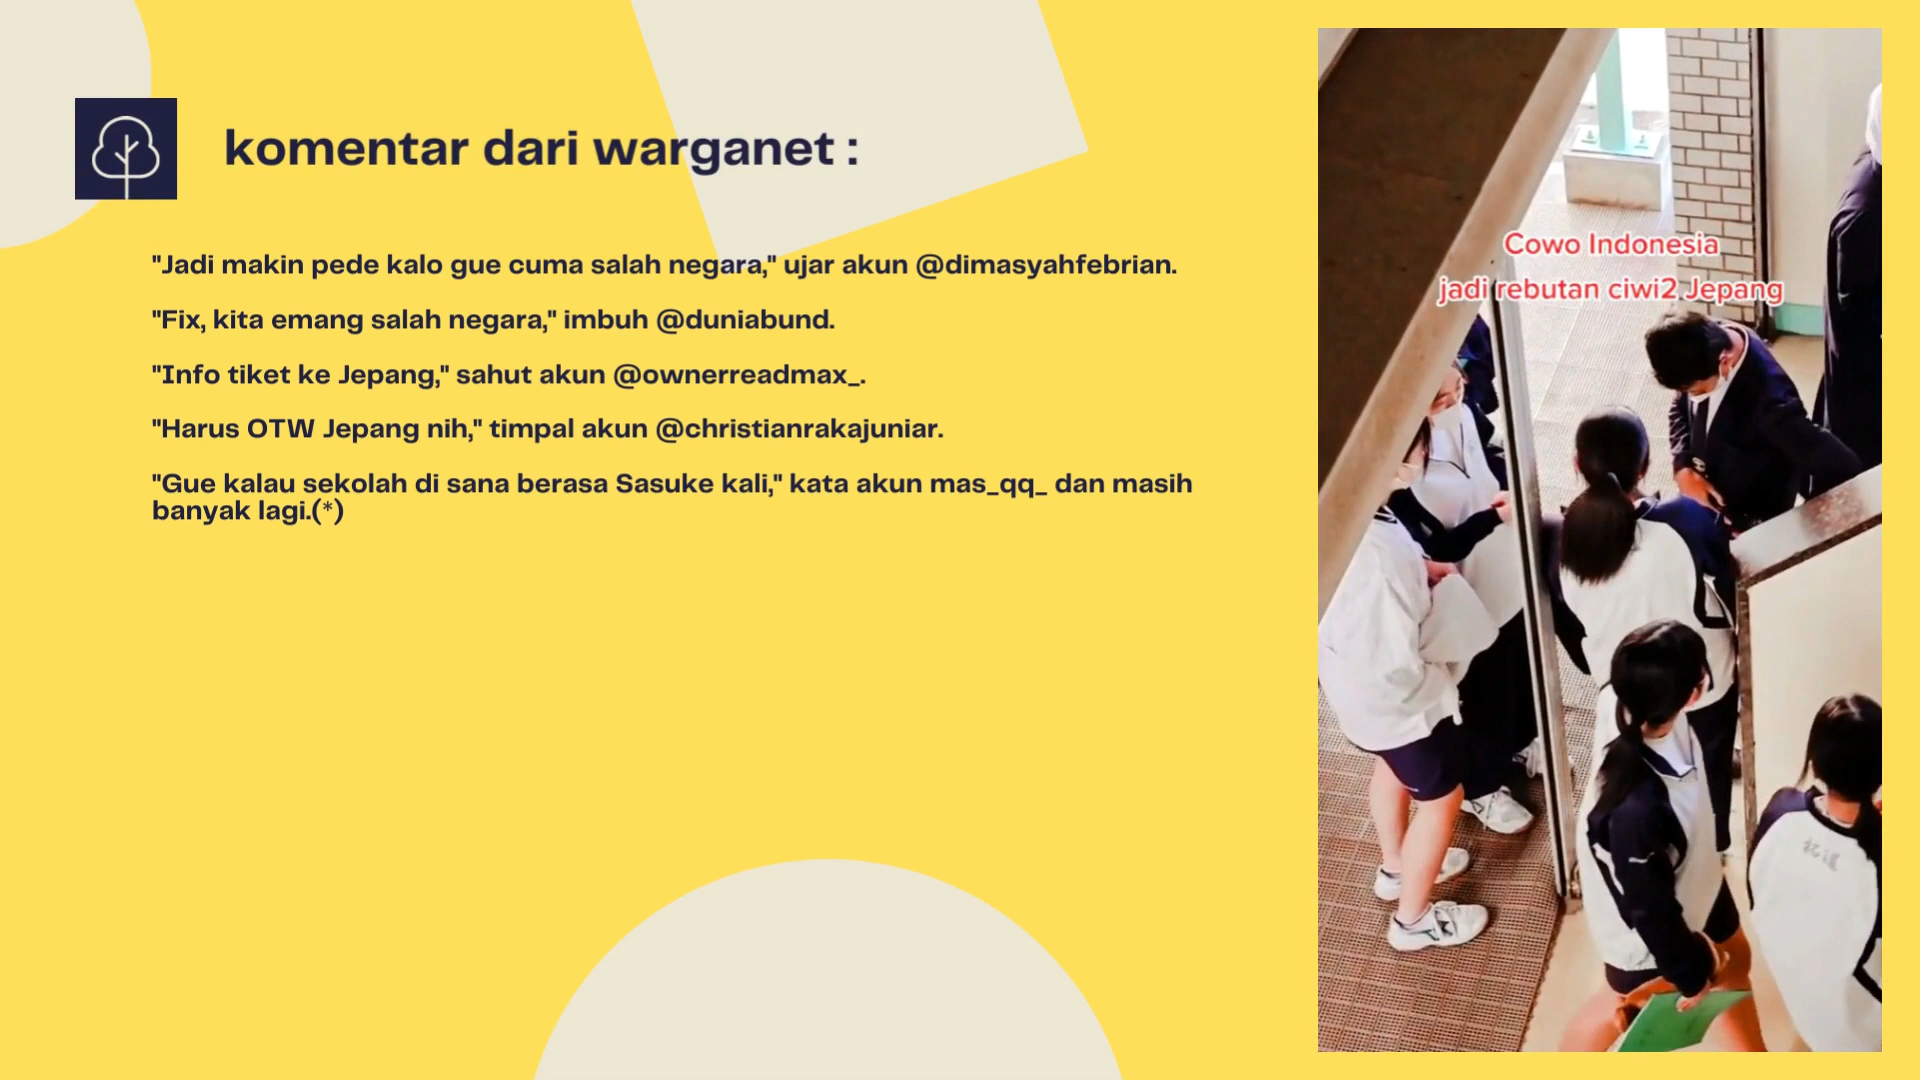 komentar dari warganet :
"Jadi makin pede kalo gue cuma salah negara," ujar akun @dimasyahfebrian.
"Fix, kita emang salah negara," imbuh @duniabund.
"Info tiket ke Jepang," sahut akun @ownerreadmax_.
"Harus OTW Jepang nih," timpal akun @christianrakajuniar.
"Gue kalau sekolah di sana berasa Sasuke kali," kata akun mas_qq_ dan masih
banyak lagi.(*)
Cowo Indonesia
jadi rebutan ciwi2 Jepang